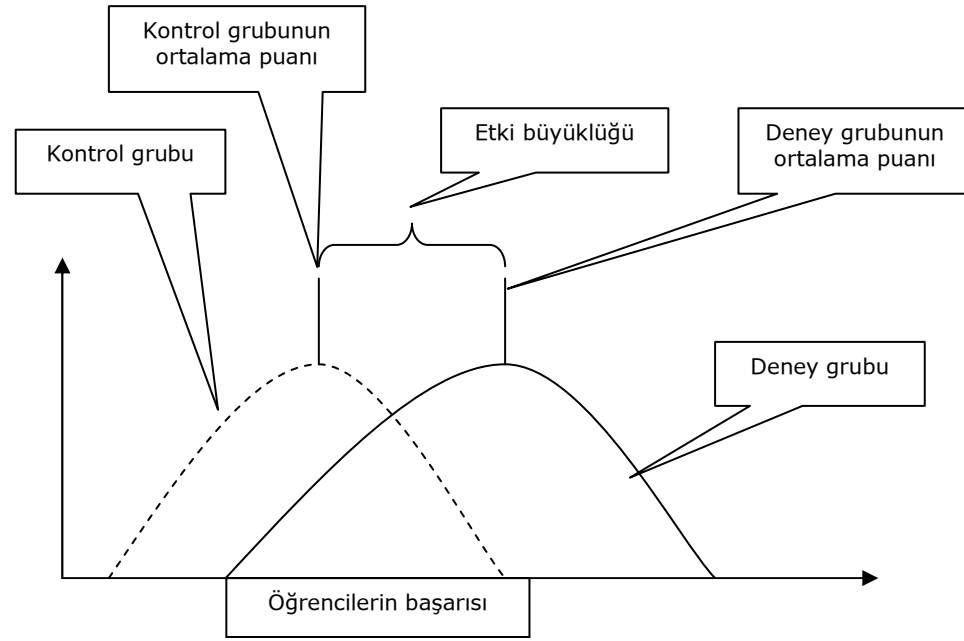 Kontrol grubunun
ortalama puanı
Kontrol grubu
Etki büyüklüğü
Deney grubunun
ortalama puanı
Deney grubu
Öğrencilerin başarısı